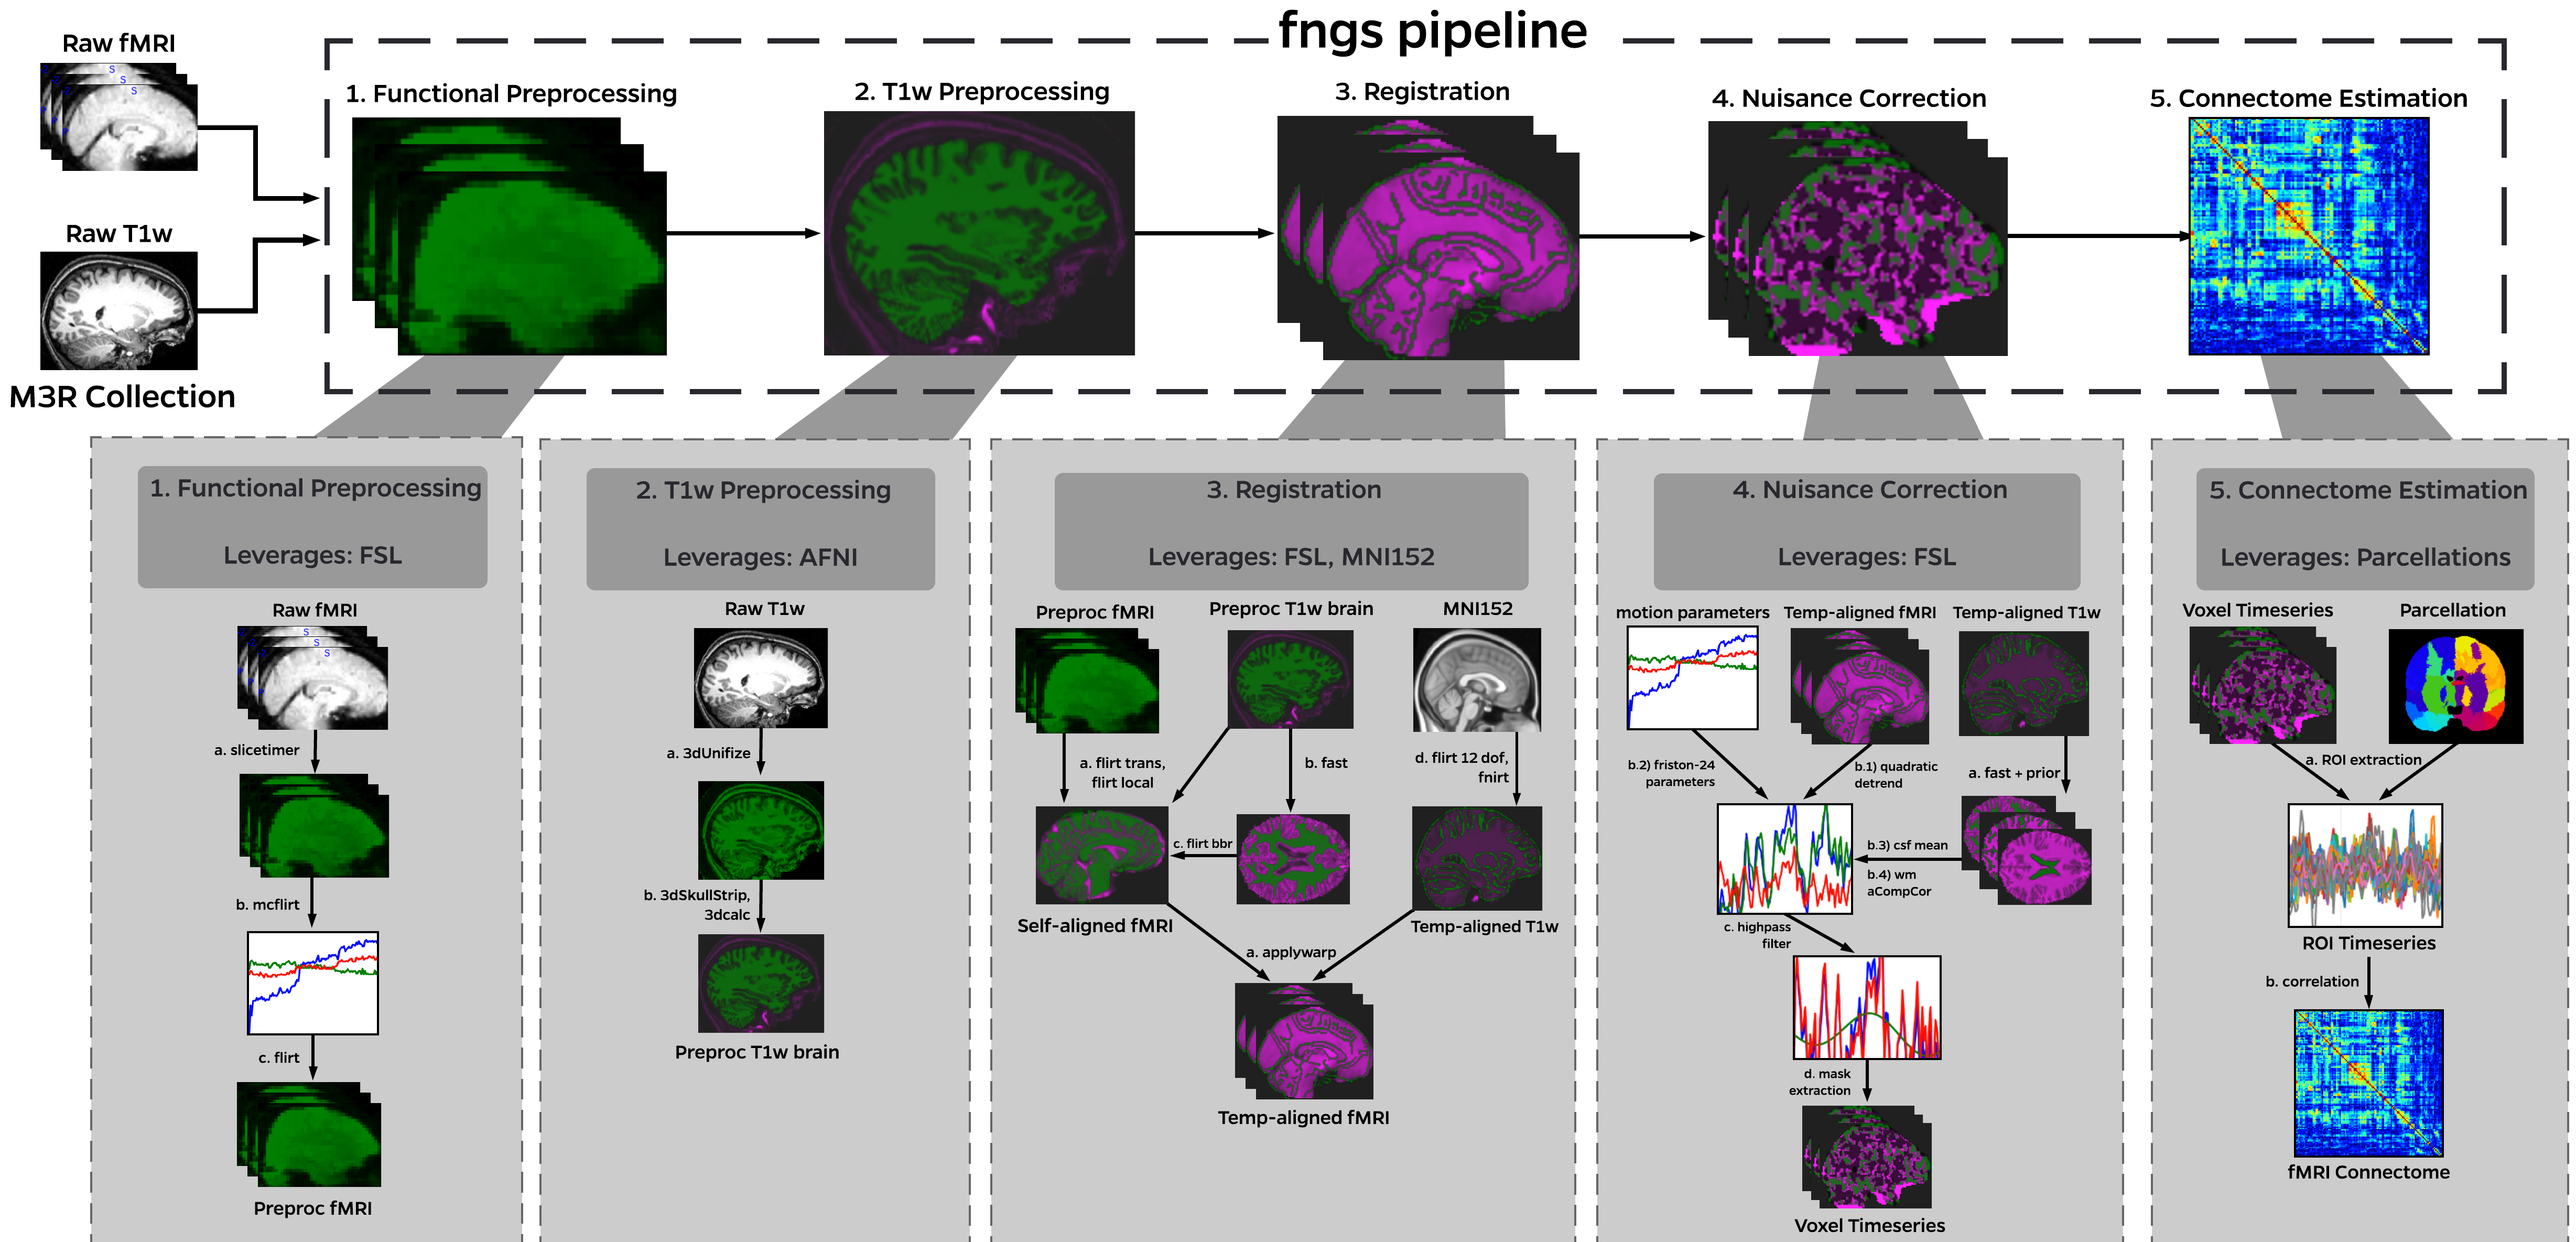 fngs pipeline
Raw fMRI
S
S
S
Raw T1w
M3R Collection
1. Functional Preprocessing
2. T1w Preprocessing
3. Registration
4. Nuisance Correction
5. Connectome Estimation
1. Functional Preprocessing
Leverages: FSL
Raw fMRI
S
S
S
a. slicetimer
b. mcflirt
c. flirt
Preproc fMRI
2. T1w Preprocessing
Leverages: AFNI
Raw T1w
a. 3dUnifize
b. 3dSkullStrip,
3dcalc
Preproc T1w brain
3. Registration
Leverages: FSL, MNI152
Preproc fMRI
Preproc T1w brain
MNI152
a. flirt trans,
flirt local
b. fast
d. flirt 12 dof,
fnirt
c. flirt bbr
Self-aligned fMRI
Temp-aligned T1w
a. applywarp
Temp-aligned fMRI
4. Nuisance Correction
Leverages: FSL
motion parameters
Temp-aligned fMRI
Temp-aligned T1w
b.2) friston-24
parameters
b.1) quadratic
detrend
a. fast + prior
b.3) csf mean
b.4) wm
aCompCor
c. highpass
filter
d. mask
extraction
Voxel Timeseries
5. Connectome Estimation
Leverages: Parcellations
Voxel Timeseries
Parcellation
a. ROI extraction
ROI Timeseries
b. correlation
fMRI Connectome